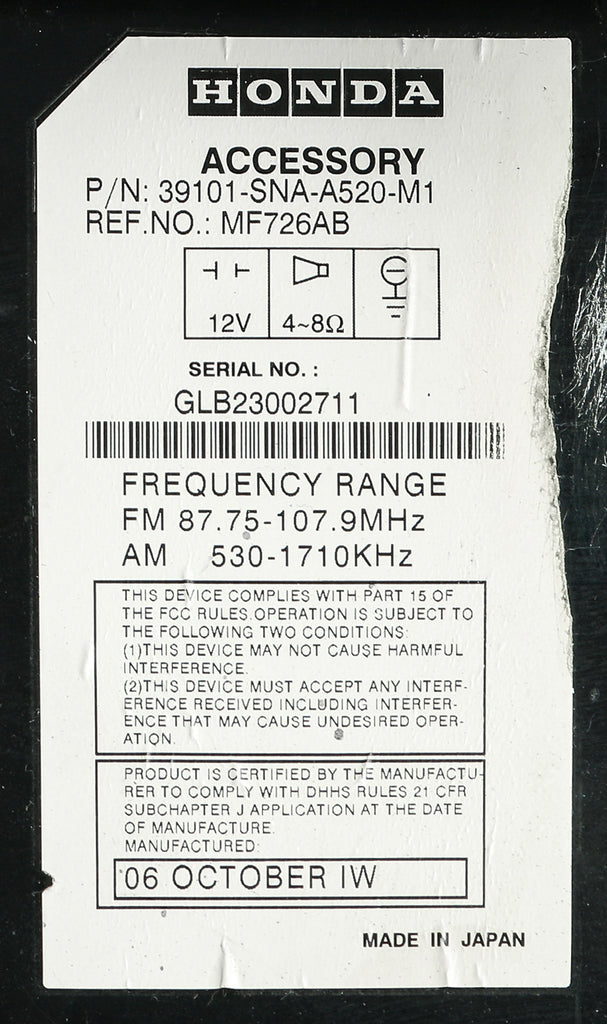 HONDA
ACCESSORY
P/N: 39101-SNA-A520-M1
REF.NO.: MF726AB
12V 4~8Ω
SERIAL NO. :
GLB23002711
FREQUENCY RANGE
FM 87.75-107.9MHz
AM 530-1710KHz
THIS DEVICE COMPLIES WITH PART 15 OF
THE FCC RULES.OPERATION IS SUBJECT TO
THE FOLLOWING TWO CONDITIONS:
(1)THIS DEVICE MAY NOT CAUSE HARMFUL
INTERFERENCE.
(2)THIS DEVICE MUST ACCEPT ANY INTERF-
ERENCE RECEIVED INCLUDING INTERFER-
ENCE THAT MAY CAUSE UNDESIRED OPER-
ATION.
PRODUCT IS CERTIFIED BY THE MANUFACTU-
RER TO COMPLY WITH DHHS RULES 21 CFR
SUBCHAPTER J APPLICATION AT THE DATE
OF MANUFACTURE.
MANUFACTURED:
06 OCTOBER IW
MADE IN JAPAN